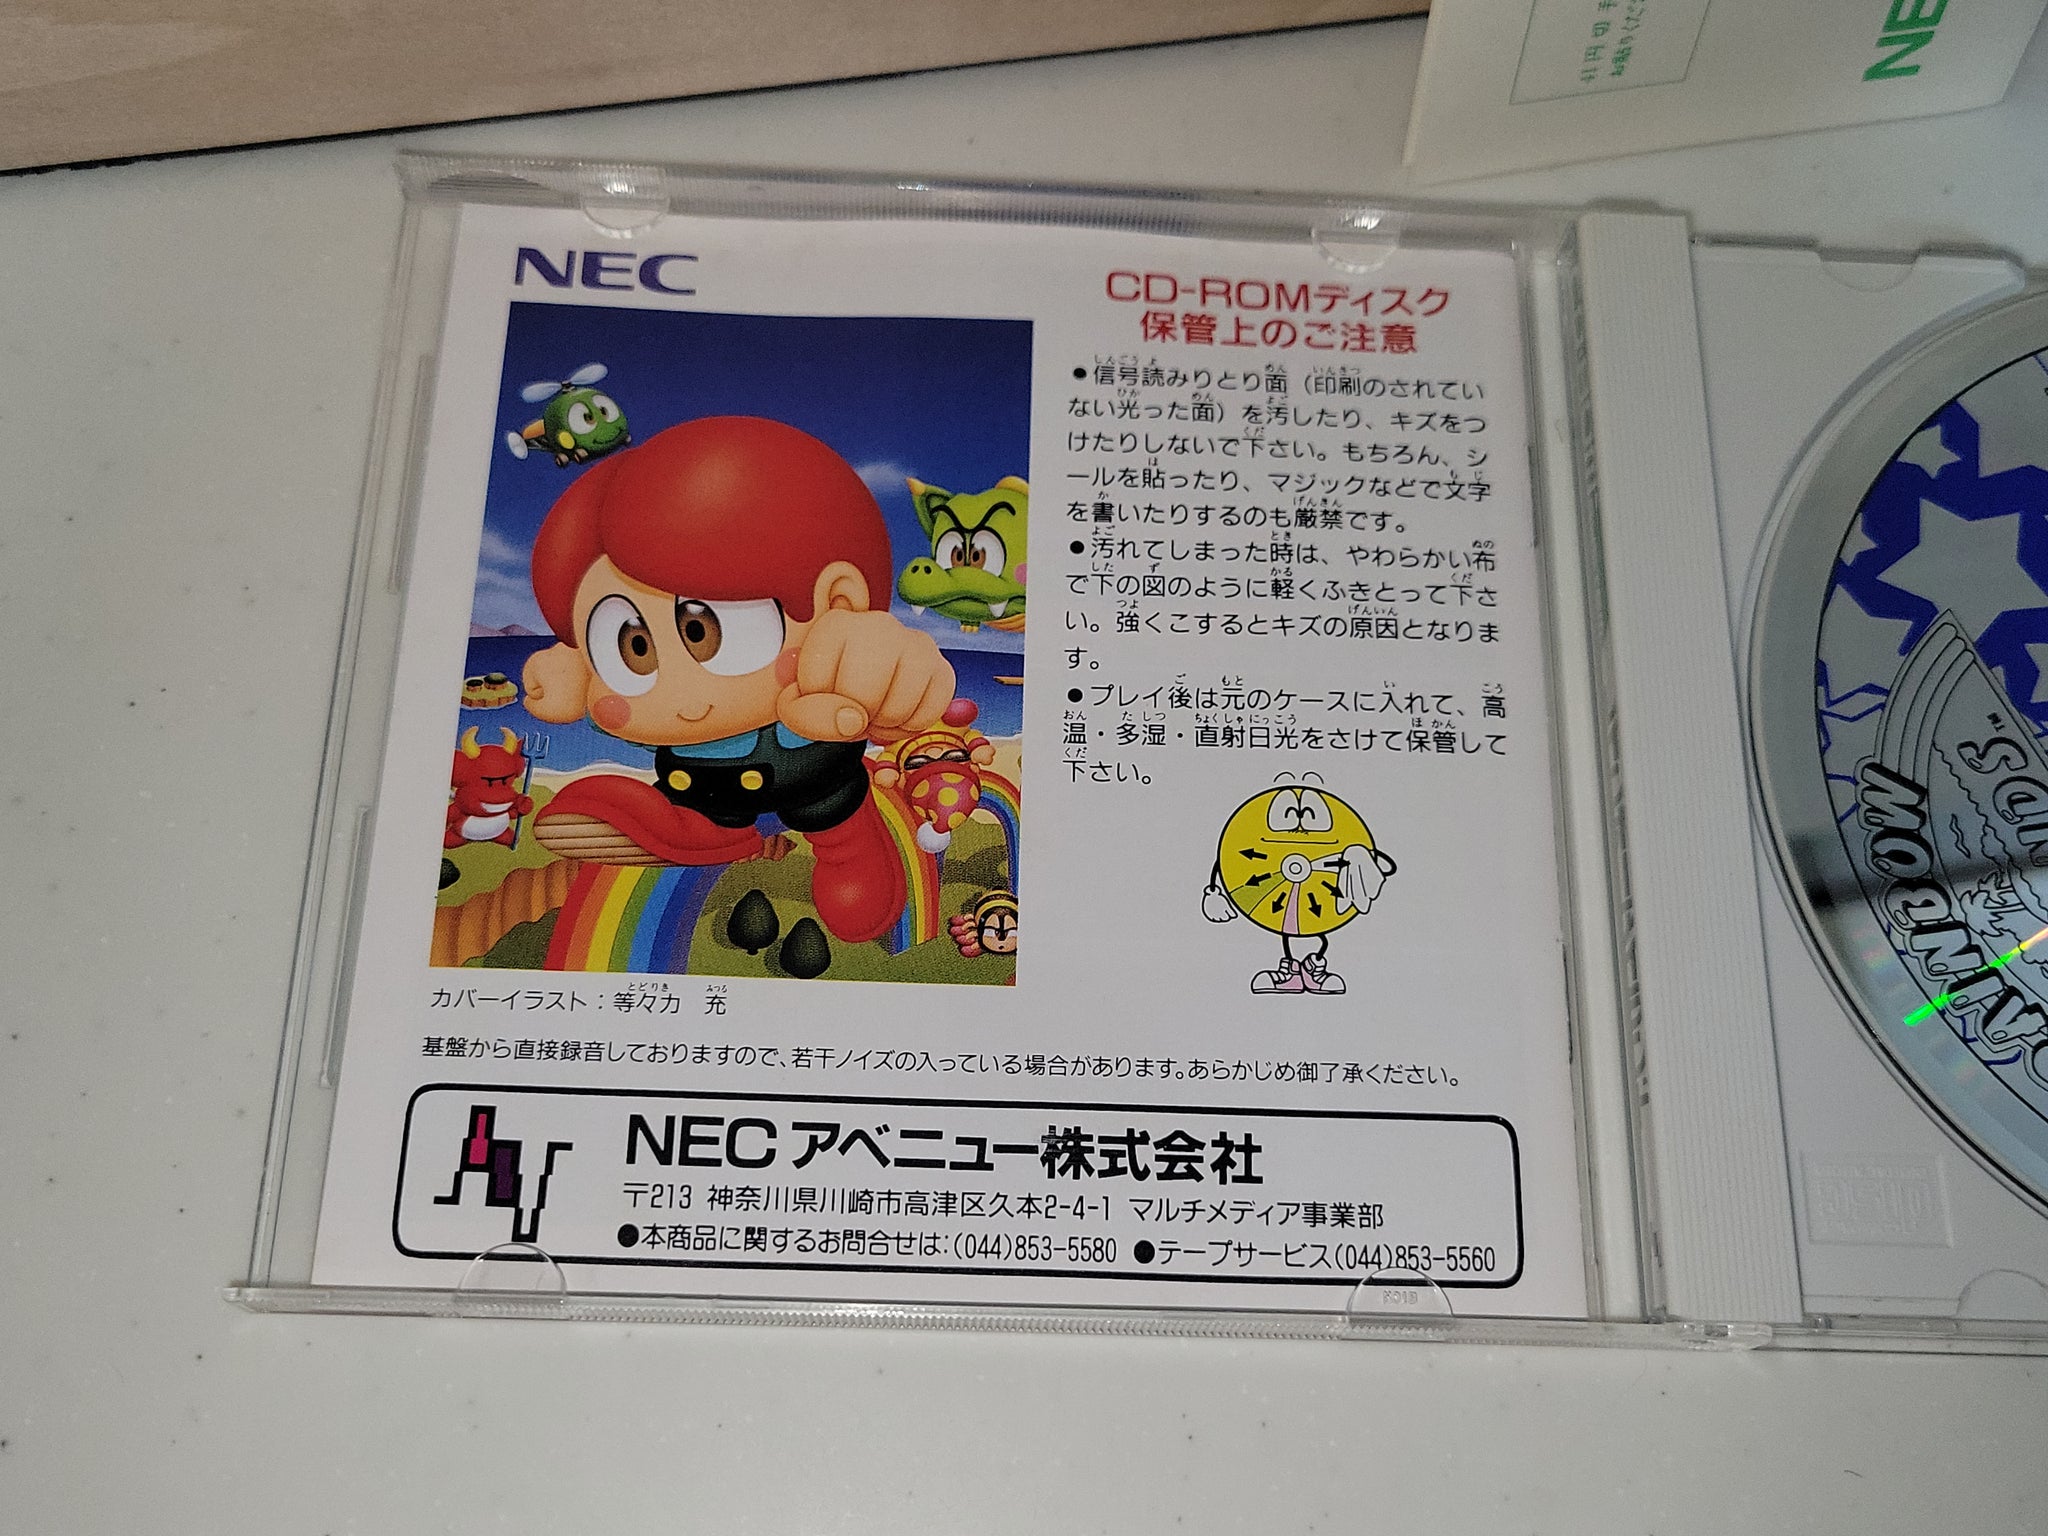 NEC
CD-ROMディスク
保管上のご注意
●信号読みりとり面（印刷のされてい
ない光った面）を汚したり、キズをつ
けたりしないで下さい。もちろん、シ
ールを貼ったり、マジックなどで文字
を書いたりするのも厳禁です。
●汚れてしまった時は、やわらかい布
で下の図のように軽くふきとって下さ
い。強くこするとキズの原因となりま
す。
●プレイ後は元のケースに入れて、高
温・多湿・直射日光をさけて保管して
下さい。
カバーイラスト：等々力 充
基盤から直接録音しておりますので、若干ノイズの入っている場合があります。あらかじめ御了承ください。
NECアベニュー株式会社
〒213 神奈川県川崎市高津区久本2-4-1 マルチメディア事業部
●本商品に関するお問合せは:(044)853-5580 ●テープサービス(044)853-5560